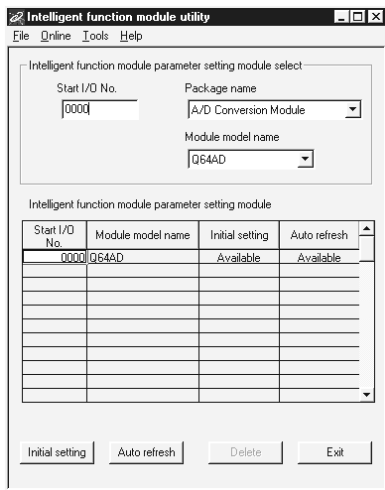 Intelligent function module utility
File Online Tools Help
Intelligent function module parameter setting module select
Start I/O No. Package name
0000 A/D Conversion Module
Module model name
Q64AD
Intelligent function module parameter setting module
Start I/O No. Module model name Initial setting Auto refresh
0000 Q64AD Available Available
Initial setting Auto refresh Delete Exit